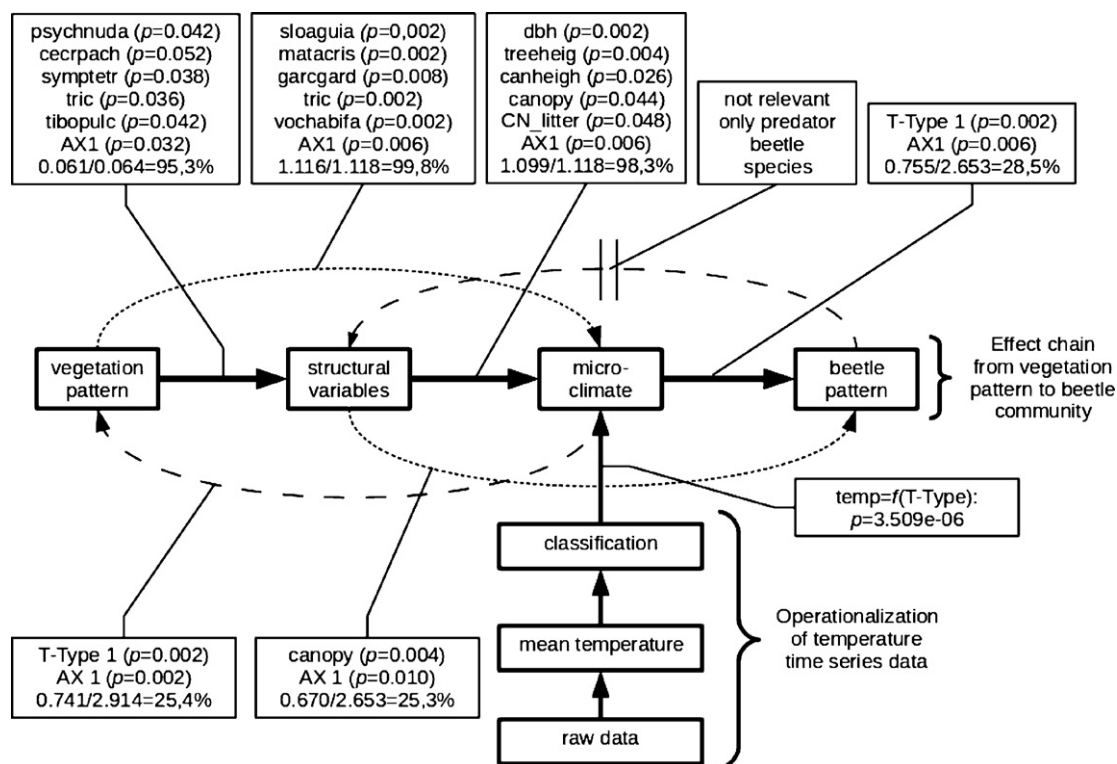 psychnuda (p=0.042)
cecrpach (p=0.052)
symptetr (p=0.038)
tric (p=0.036)
tibopulc (p=0.042)
AX1 (p=0.032)
0.061/0.064=95,3%
sloaguia (p=0,002)
matacris (p=0.002)
garcgard (p=0.008)
tric (p=0.002)
vochabifa (p=0.002)
AX1 (p=0.006)
1.116/1.118=99,8%
dbh (p=0.002)
treeheig (p=0.004)
canheigh (p=0.026)
canopy (p=0.044)
CN_litter (p=0.048)
AX1 (p=0.006)
1.099/1.118=98,3%
not relevant
only predator
beetle
species
T-Type 1 (p=0.002)
AX1 (p=0.006)
0.755/2.653=28,5%
vegetation
pattern
structural
variables
micro-
climate
beetle
pattern
Effect chain
from vegetation
pattern to beetle
community
temp=f(T-Type):
p=3.509e-06
classification
mean temperature
raw data
Operationalization
of temperature
time series data
T-Type 1 (p=0.002)
AX 1 (p=0.002)
0.741/2.914=25,4%
canopy (p=0.004)
AX 1 (p=0.010)
0.670/2.653=25,3%